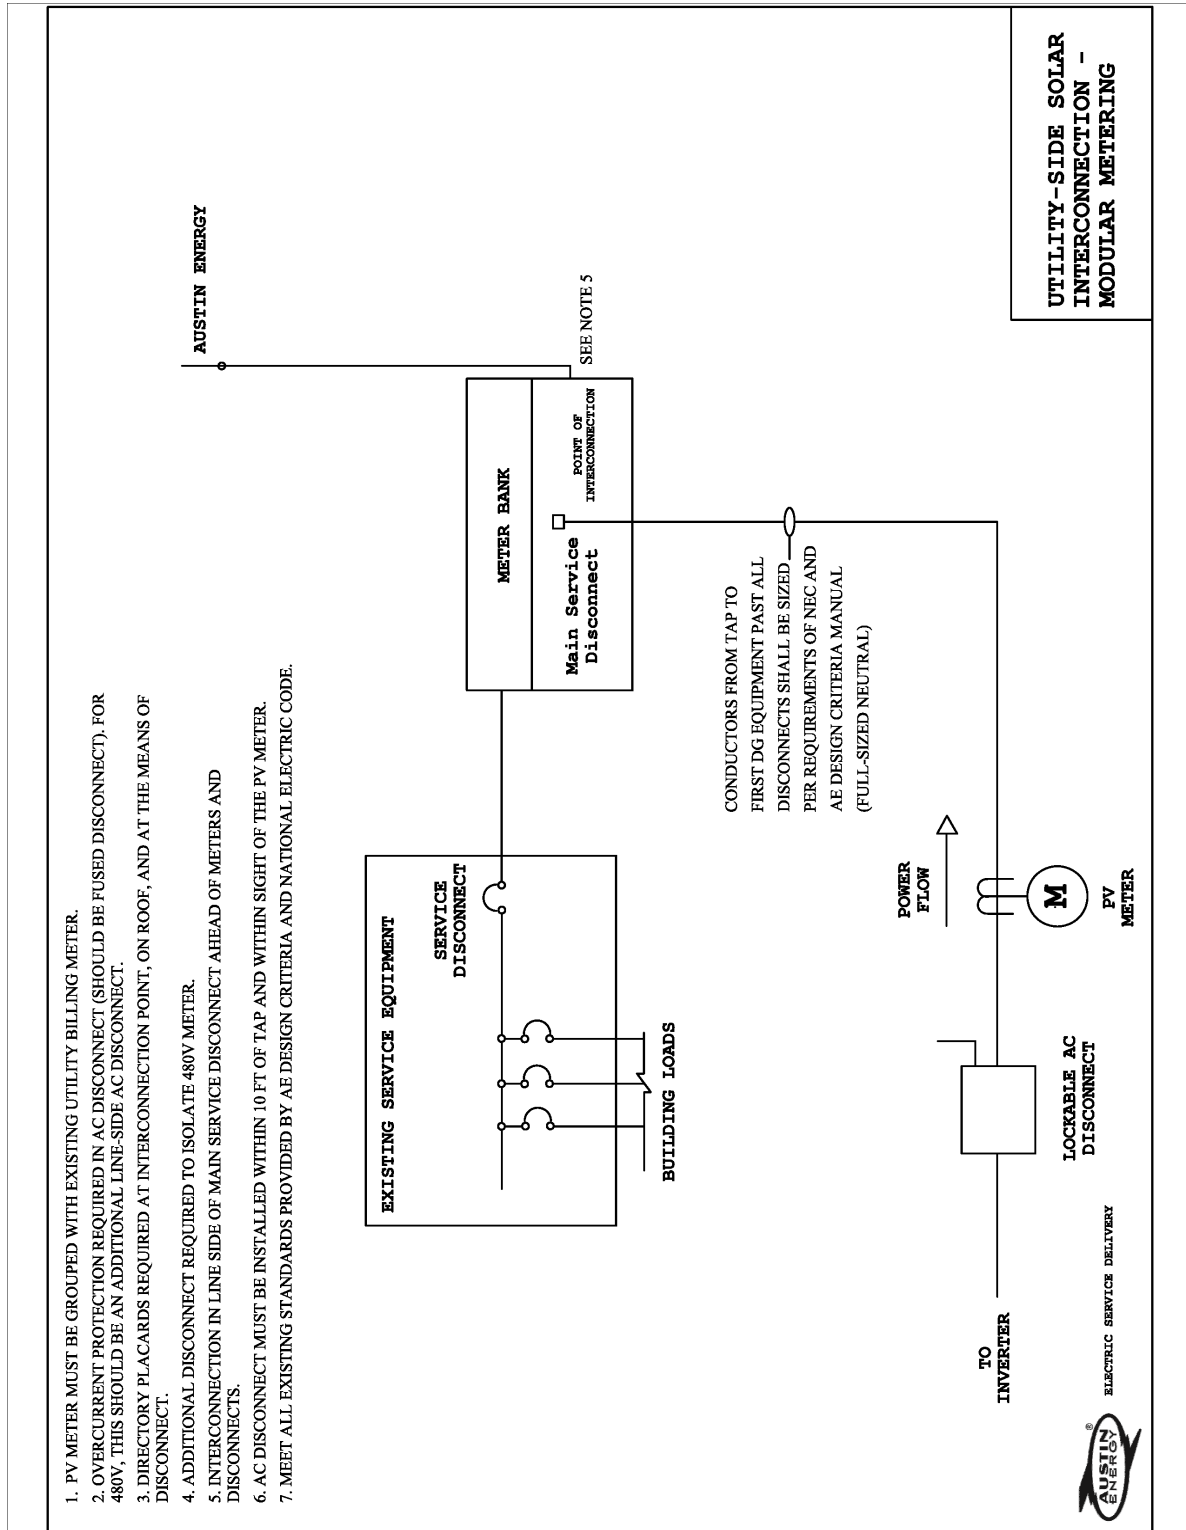 1. PV METER MUST BE GROUPED WITH EXISTING UTILITY BILLING METER.
2. OVERCURRENT PROTECTION REQUIRED IN AC DISCONNECT (SHOULD BE FUSED DISCONNECT). FOR
480V, THIS SHOULD BE AN ADDITIONAL LINE-SIDE AC DISCONNECT.
3. DIRECTORY PLACARDS REQUIRED AT INTERCONNECTION POINT, ON ROOF, AND AT THE MEANS OF
DISCONNECT.
4. ADDITIONAL DISCONNECT REQUIRED TO ISOLATE 480V METER.
5. INTERCONNECTION IN LINE SIDE OF MAIN SERVICE DISCONNECT AHEAD OF METERS AND
DISCONNECTS.
6. AC DISCONNECT MUST BE INSTALLED WITHIN 10 FT OF TAP AND WITHIN SIGHT OF THE PV METER.
7. MEET ALL EXISTING STANDARDS PROVIDED BY AE DESIGN CRITERIA AND NATIONAL ELECTRIC CODE.
AUSTIN ENERGY
EXISTING SERVICE EQUIPMENT
SERVICE
DISCONNECT
BUILDING LOADS
METER BANK
Main Service
Disconnect
POINT OF
INTERCONNECTION
SEE NOTE 5
CONDUCTORS FROM TAP TO
FIRST DG EQUIPMENT PAST ALL
DISCONNECTS SHALL BE SIZED
PER REQUIREMENTS OF NEC AND
AE DESIGN CRITERIA MANUAL
(FULL-SIZED NEUTRAL)
POWER
FLOW
M
PV
METER
LOCKABLE AC
DISCONNECT
TO
INVERTER
AUSTIN
ENERGY
®
ELECTRIC SERVICE DELIVERY
UTILITY-SIDE SOLAR
INTERCONNECTION -
MODULAR METERING